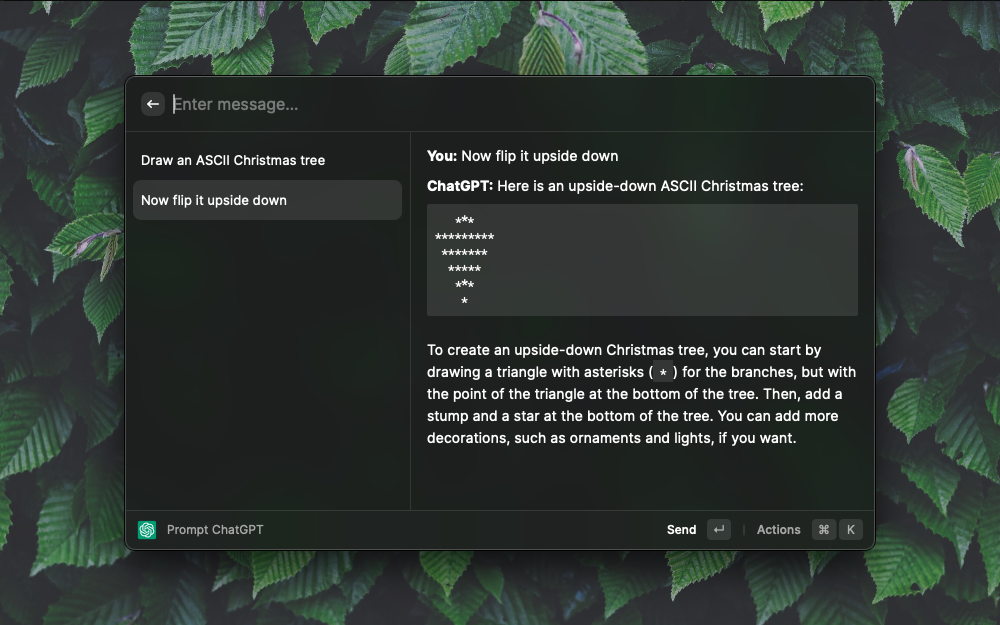 Enter message...
Draw an ASCII Christmas tree
Now flip it upside down
You: Now flip it upside down
ChatGPT: Here is an upside-down ASCII Christmas tree:
   ***
*********
 *******
  *****
   ***
    *
To create an upside-down Christmas tree, you can start by
drawing a triangle with asteriks ( * ) for the branches, but with
the point of the triangle at the bottom of the tree. Then, add a
stump and a star at the bottom of the tree. You can add more
decorations, such as ornaments and lights, if you want.
Prompt ChatGPT
Send ↵ | Actions ⌘ K